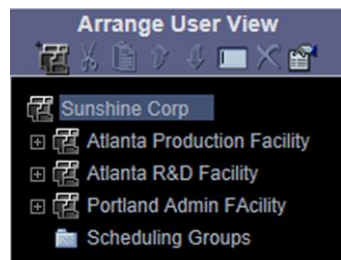 Arrange User View
Sunshine Corp
Atlanta Production Facility
Atlanta R&D Facility
Portland Admin FAcility
Scheduling Groups